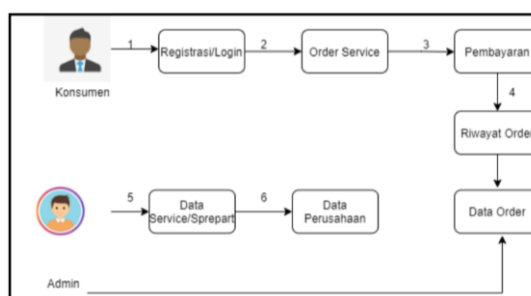 1
Registrasi/Login
2
Order Service
3
Pembayaran
Konsumen
4
Riwayat Order
5
Data
Service/Sprepart
6
Data
Perusahaan
Data Order
Admin